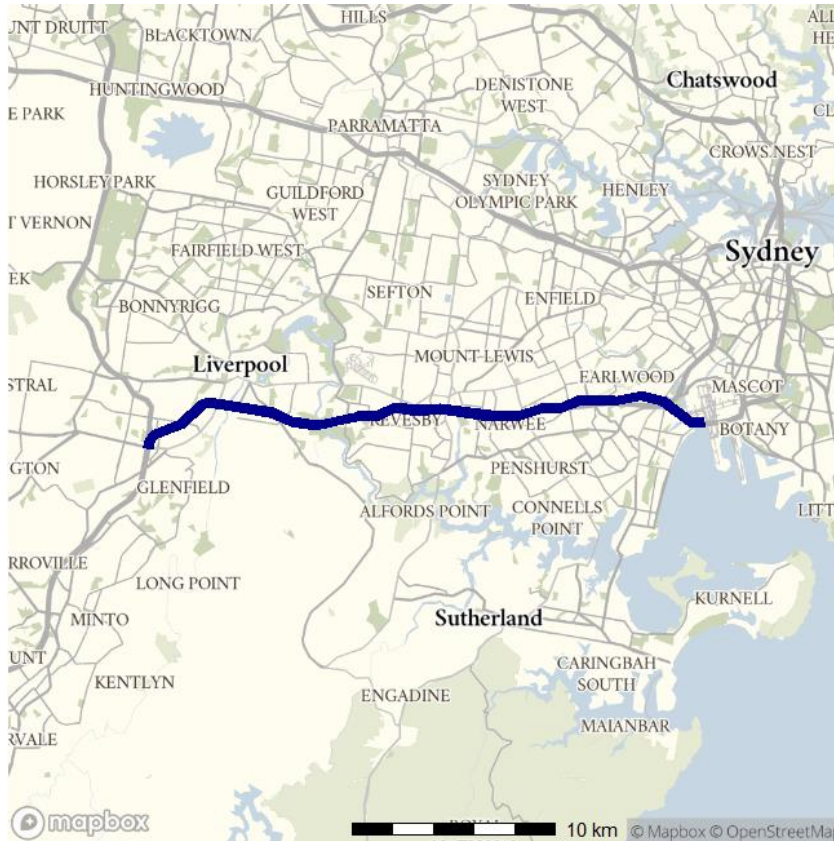 UNT DRUITT
BLACKTOWN
HILLS
HUNTINGWOOD
DENISTONE
WEST
Chatswood
E PARK
PARRAMATTA
CROWS NEST
HORSLEY PARK
GUILDFORD
WEST
SYDNEY
OLYMPIC PARK
HENLEY
T VERNON
FAIRFIELD WEST
Sydney
EK
SEFTON
ENFIELD
BONNYRIGG
MOUNT LEWIS
Liverpool
EARLWOOD
MASCOT
STRAL
REVESBY
NARWEE
BOTANY
GTON
GLENFIELD
PENSHURST
ALFORDS POINT
CONNELLS
POINT
LITT
RROVILLE
LONG POINT
KURNELL
MINTO
Sutherland
UNT
CARINGBAH
SOUTH
KENTLYN
ENGADINE
MAIANBAR
RVALE
mapbox
10 km
© Mapbox © OpenStreetMap